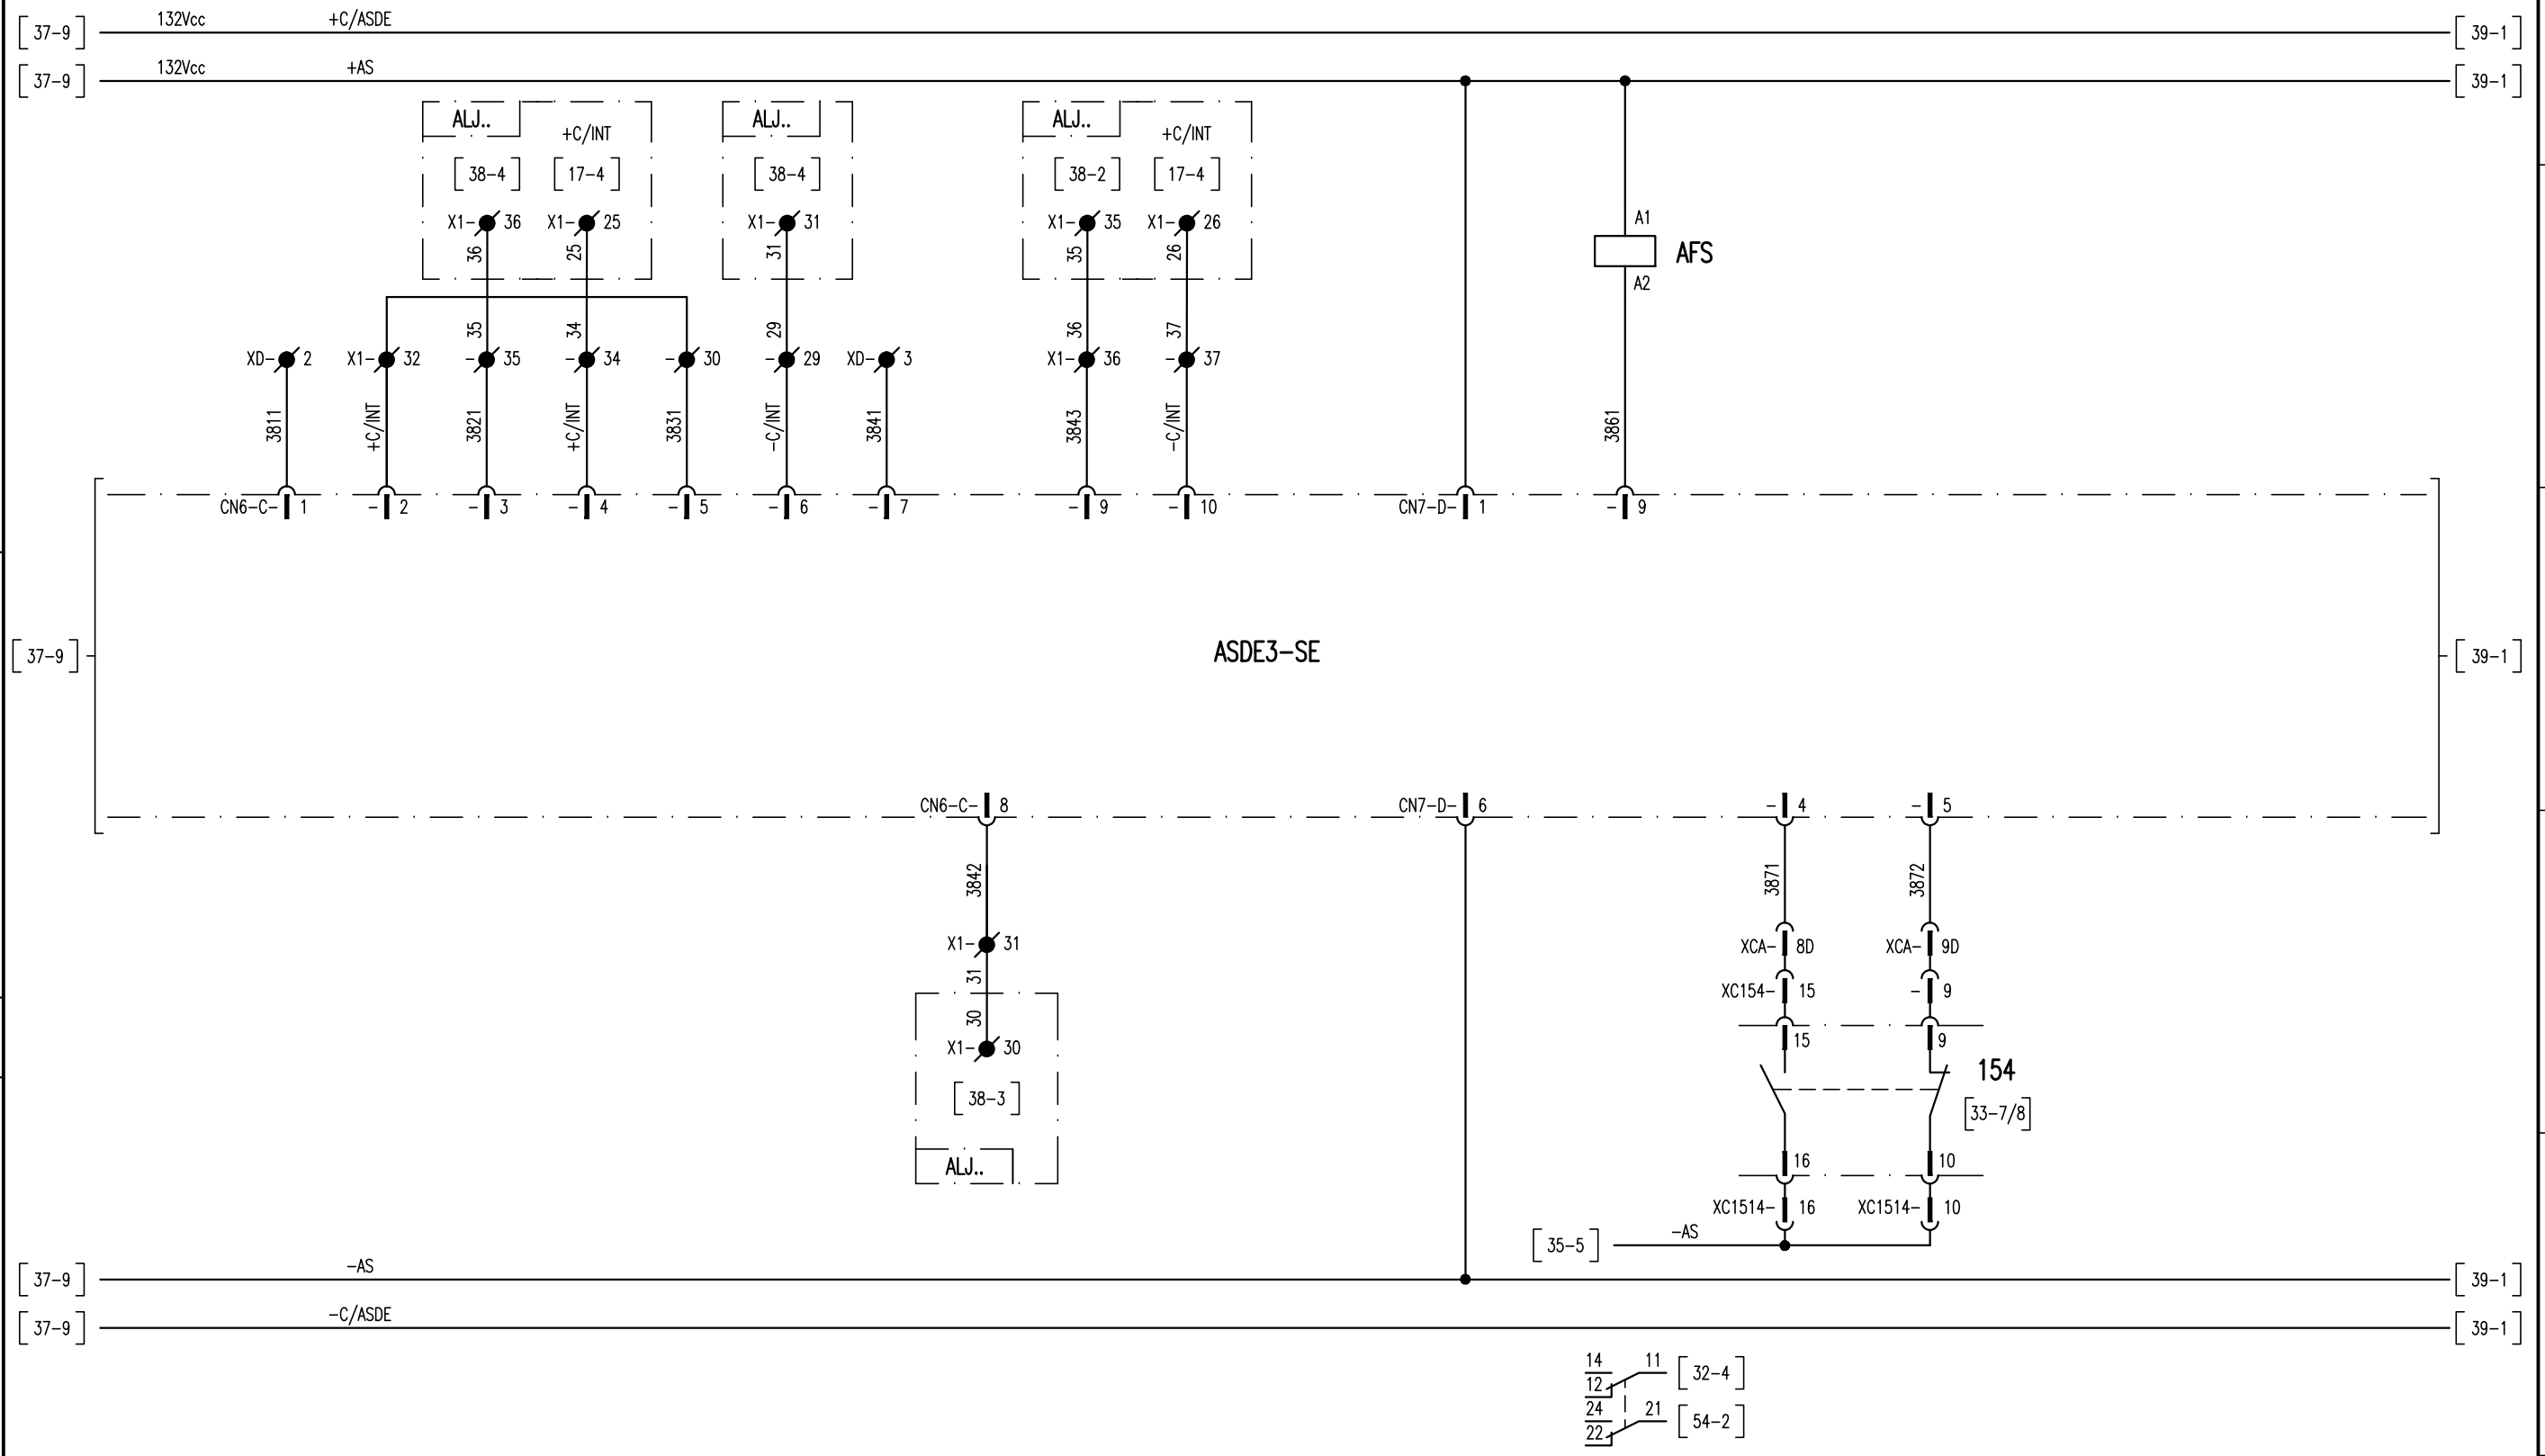 37-9 132Vcc +C/ASDE 39-1
37-9 132Vcc +AS 39-1
ALJ.. +C/INT ALJ.. ALJ.. +C/INT
38-4 17-4 38-4 38-2 17-4
X1- 36 X1- 25 X1- 31 X1- 35 X1- 26 A1
36 25 31 35 26 AFS
A2
35 34 29 36 37
XD- 2 X1- 32 - 35 - 34 - 30 - 29 XD- 3 X1- 36 - 37
3811 +C/INT 3821 +C/INT 3831 -C/INT 3841 3843 -C/INT 3861
CN6-C- 1 - 2 - 3 - 4 - 5 - 6 - 7 - 9 - 10 CN7-D- 1 - 9
37-9 ASDE3-SE 39-1
CN6-C- 8 CN7-D- 6 - 4 - 5
3842 3871 3872
X1- 31 XCA- 8D XCA- 9D
31 XC154- 15 - 9
30 15 9
X1- 30 154
38-3 33-7/8
ALJ.. 16 10
XC1514- 16 XC1514- 10
35-5 -AS
37-9 -AS 39-1
37-9 -C/ASDE 39-1
14 11 32-4
12
24 21 54-2
22